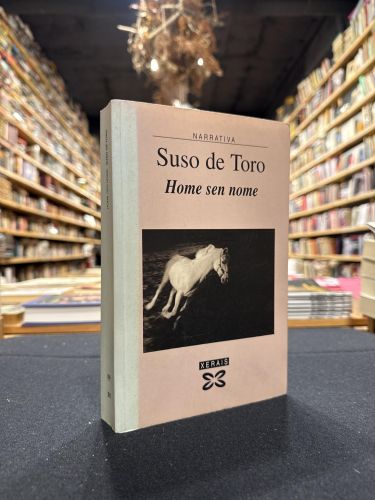 NARRATIVA
Suso de Toro
Home sen nome
XERAIS